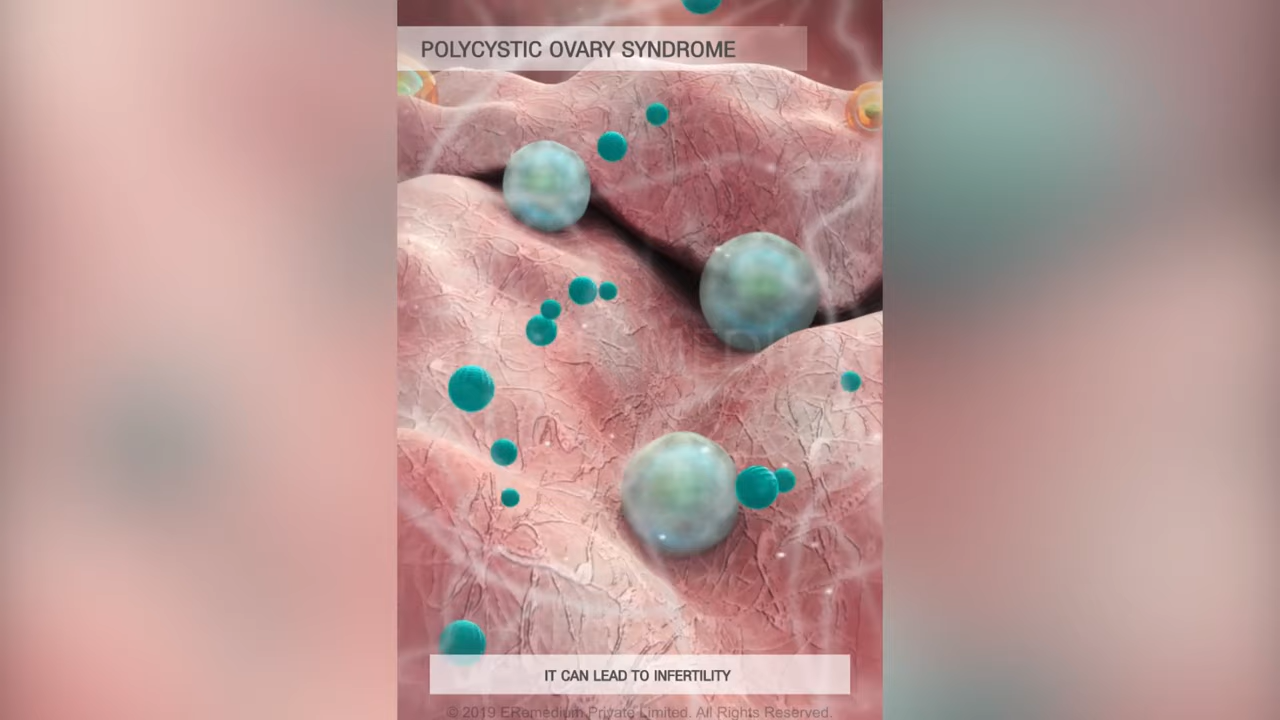 POLYCYSTIC OVARY SYNDROME
IT CAN LEAD TO INFERTILITY
© 2019 ERemedium Private Limited. All Rights Reserved.